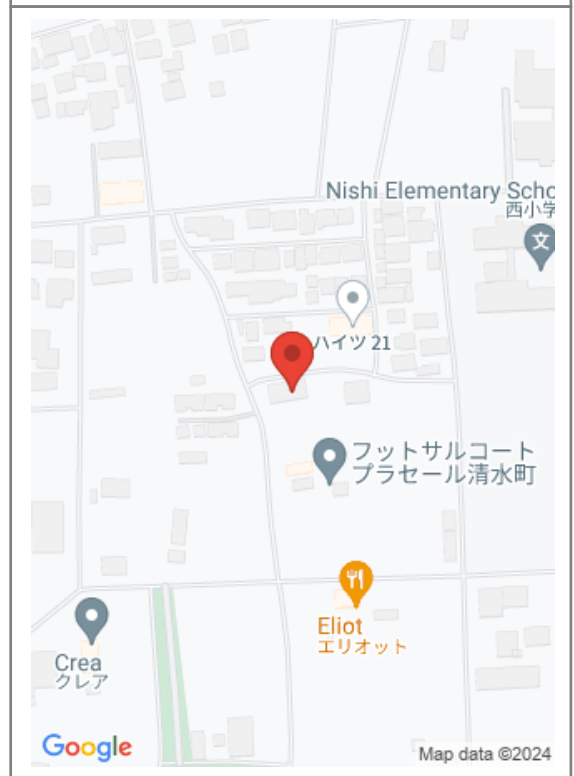 Nishi Elementary Scho
西小学
文
ハイツ 21
フットサルコート
プラセール清水町
Eliot
エリオット
Crea
クレア
Google
Map data ©2024